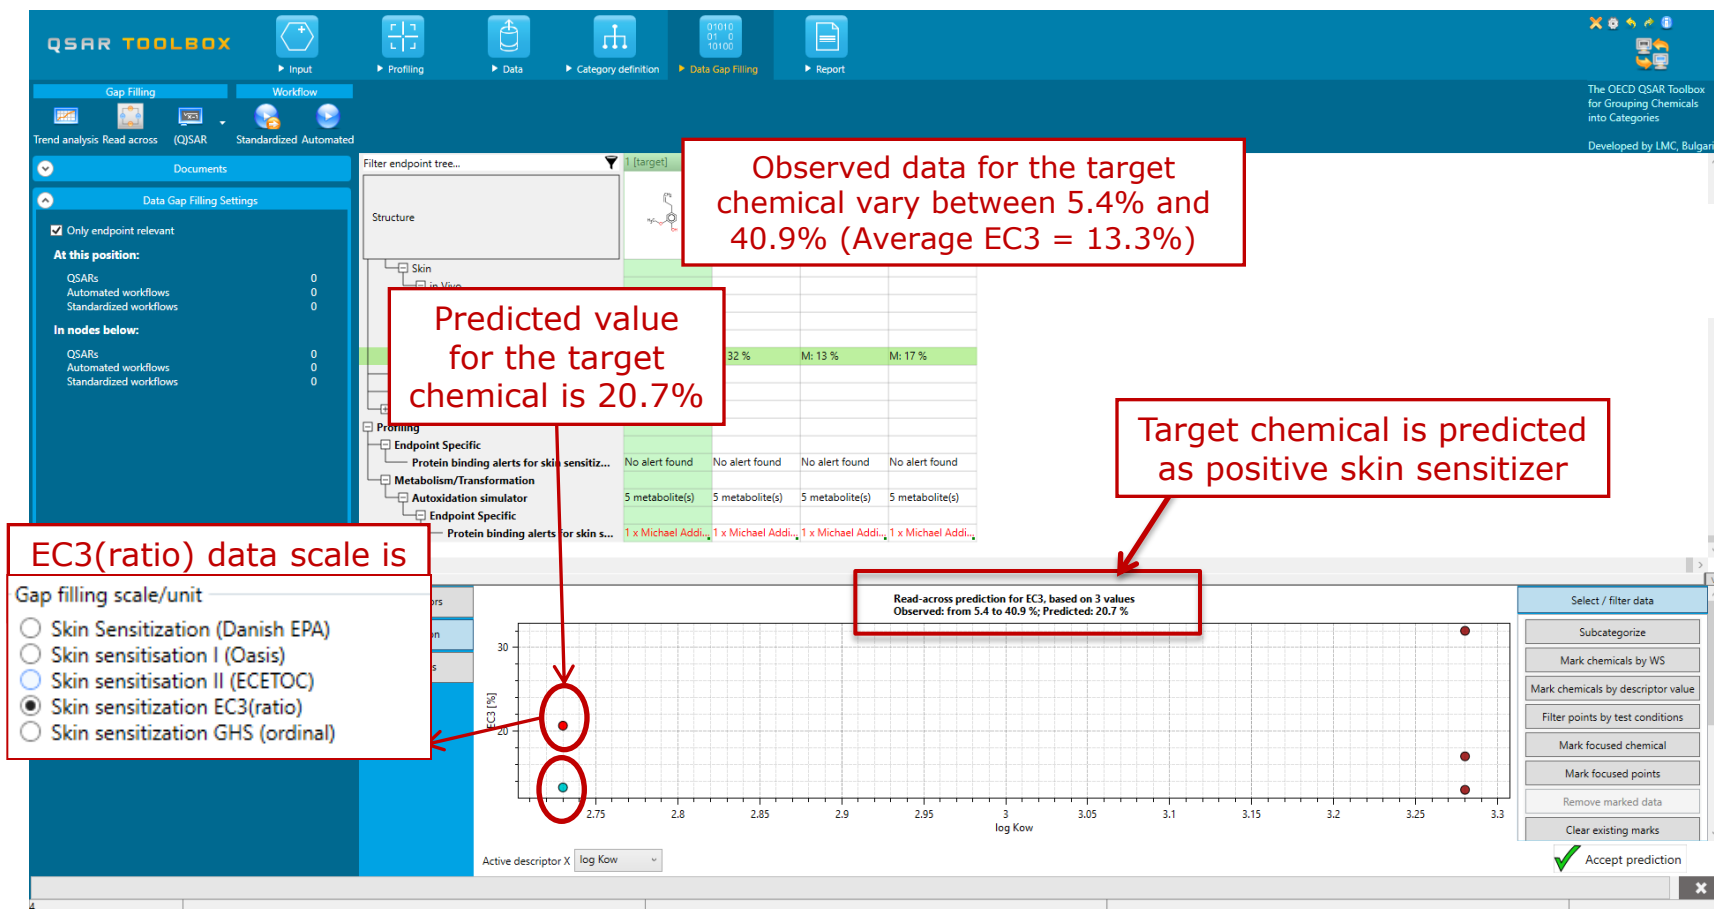 QSAR TOOLBOX
Input
Profiling
Data
Category definition
Data Gap Filling
Report
01010
01 0
10100
The OECD QSAR Toolbox
for Grouping Chemicals
into Categories
Developed by LMC, Bulgari
Gap Filling
Workflow
Trend analysis
Read across
(Q)SAR
Standardized
Automated
Documents
Data Gap Filling Settings
Only endpoint relevant
At this position:
QSARs 0
Automated workflows 0
Standardized workflows 0
In nodes below:
QSARs 0
Automated workflows 0
Standardized workflows 0
Filter endpoint tree...
1 [target]
Structure
Skin
in Vivo
32 %
M: 13 %
M: 17 %
Profiling
Endpoint Specific
Protein binding alerts for skin sensitiz... No alert found No alert found No alert found No alert found
Metabolism/Transformation
Autoxidation simulator 5 metabolite(s) 5 metabolite(s) 5 metabolite(s) 5 metabolite(s)
Endpoint Specific
Protein binding alerts for skin s... 1 x Michael Addi... 1 x Michael Addi... 1 x Michael Addi... 1 x Michael Addi...
Observed data for the target
chemical vary between 5.4% and
40.9% (Average EC3 = 13.3%)
Predicted value
for the target
chemical is 20.7%
Target chemical is predicted
as positive skin sensitizer
EC3(ratio) data scale is
Gap filling scale/unit
Skin Sensitization (Danish EPA)
Skin sensitisation I (Oasis)
Skin sensitisation II (ECETOC)
Skin sensitization EC3(ratio)
Skin sensitization GHS (ordinal)
Read-across prediction for EC3, based on 3 values
Observed: from 5.4 to 40.9 %; Predicted: 20.7 %
ors
on
s
30
20
EC3 [%]
2.75 2.8 2.85 2.9 2.95 3 3.05 3.1 3.15 3.2 3.25 3.3
log Kow
Active descriptor X log Kow
Select / filter data
Subcategorize
Mark chemicals by WS
Mark chemicals by descriptor value
Filter points by test conditions
Mark focused chemical
Mark focused points
Remove marked data
Clear existing marks
Accept prediction
4